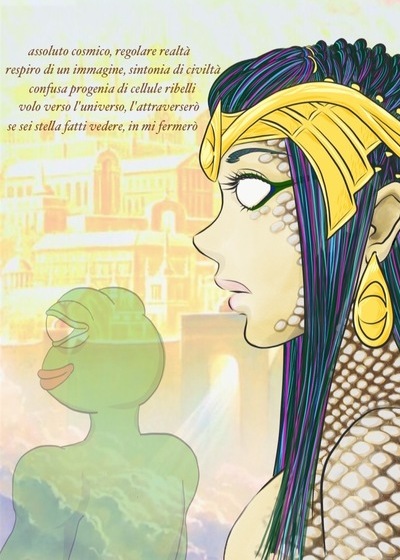 assoluto cosmico, regolare realtà
respiro di un immagine, sintonia di civiltà
confusa progenia di cellule ribelli
volo verso l'universo, l'attraverserò
se sei stella fatti vedere, in mi fermerò